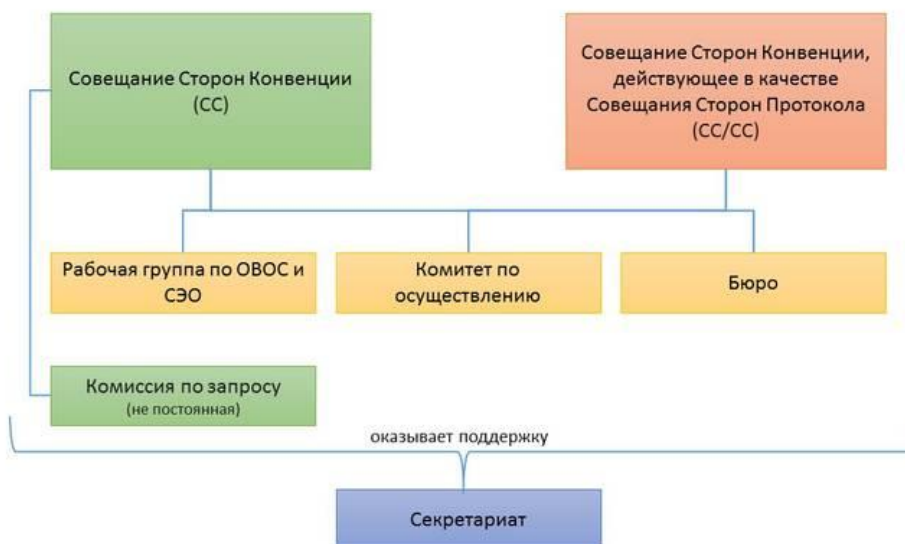 Совещание Сторон Конвенции
(СС)
Совещание Сторон Конвенции,
действующее в качестве
Совещания Сторон Протокола
(СС/СС)
Рабочая группа по ОВОС и
СЭО
Комитет по
осуществлению
Бюро
Комиссия по запросу
(не постоянная)
оказывает поддержку
Секретариат